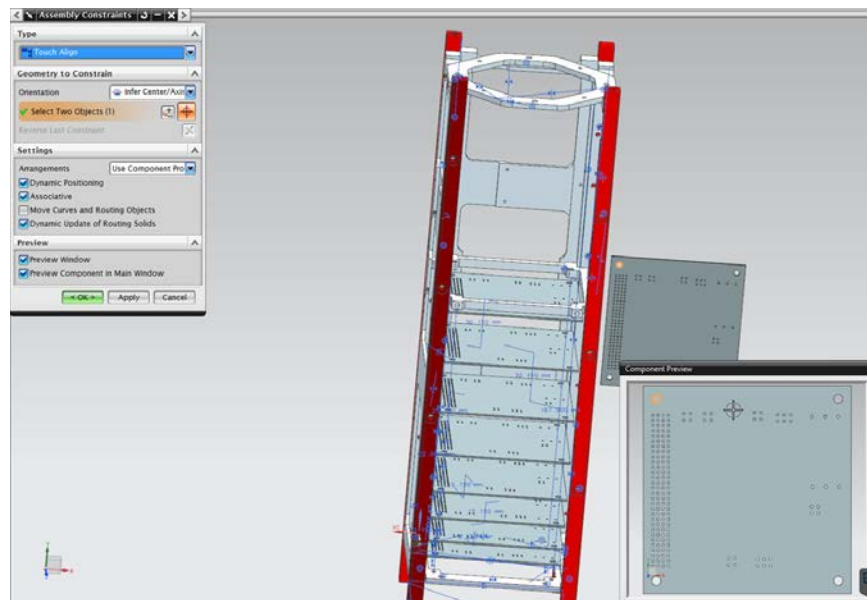 Assembly Constraints
Type
Touch Align
Geometry to Constrain
Orientation
Infer Center/Axis
Select Two Objects (1)
Reverse Last Constraint
Settings
Arrangements
Use Component Pro
Dynamic Positioning
Associative
Move Curves and Routing Objects
Dynamic Update of Routing Solids
Preview
Preview Window
Preview Component in Main Window
< OK >
Apply
Cancel
Component Preview